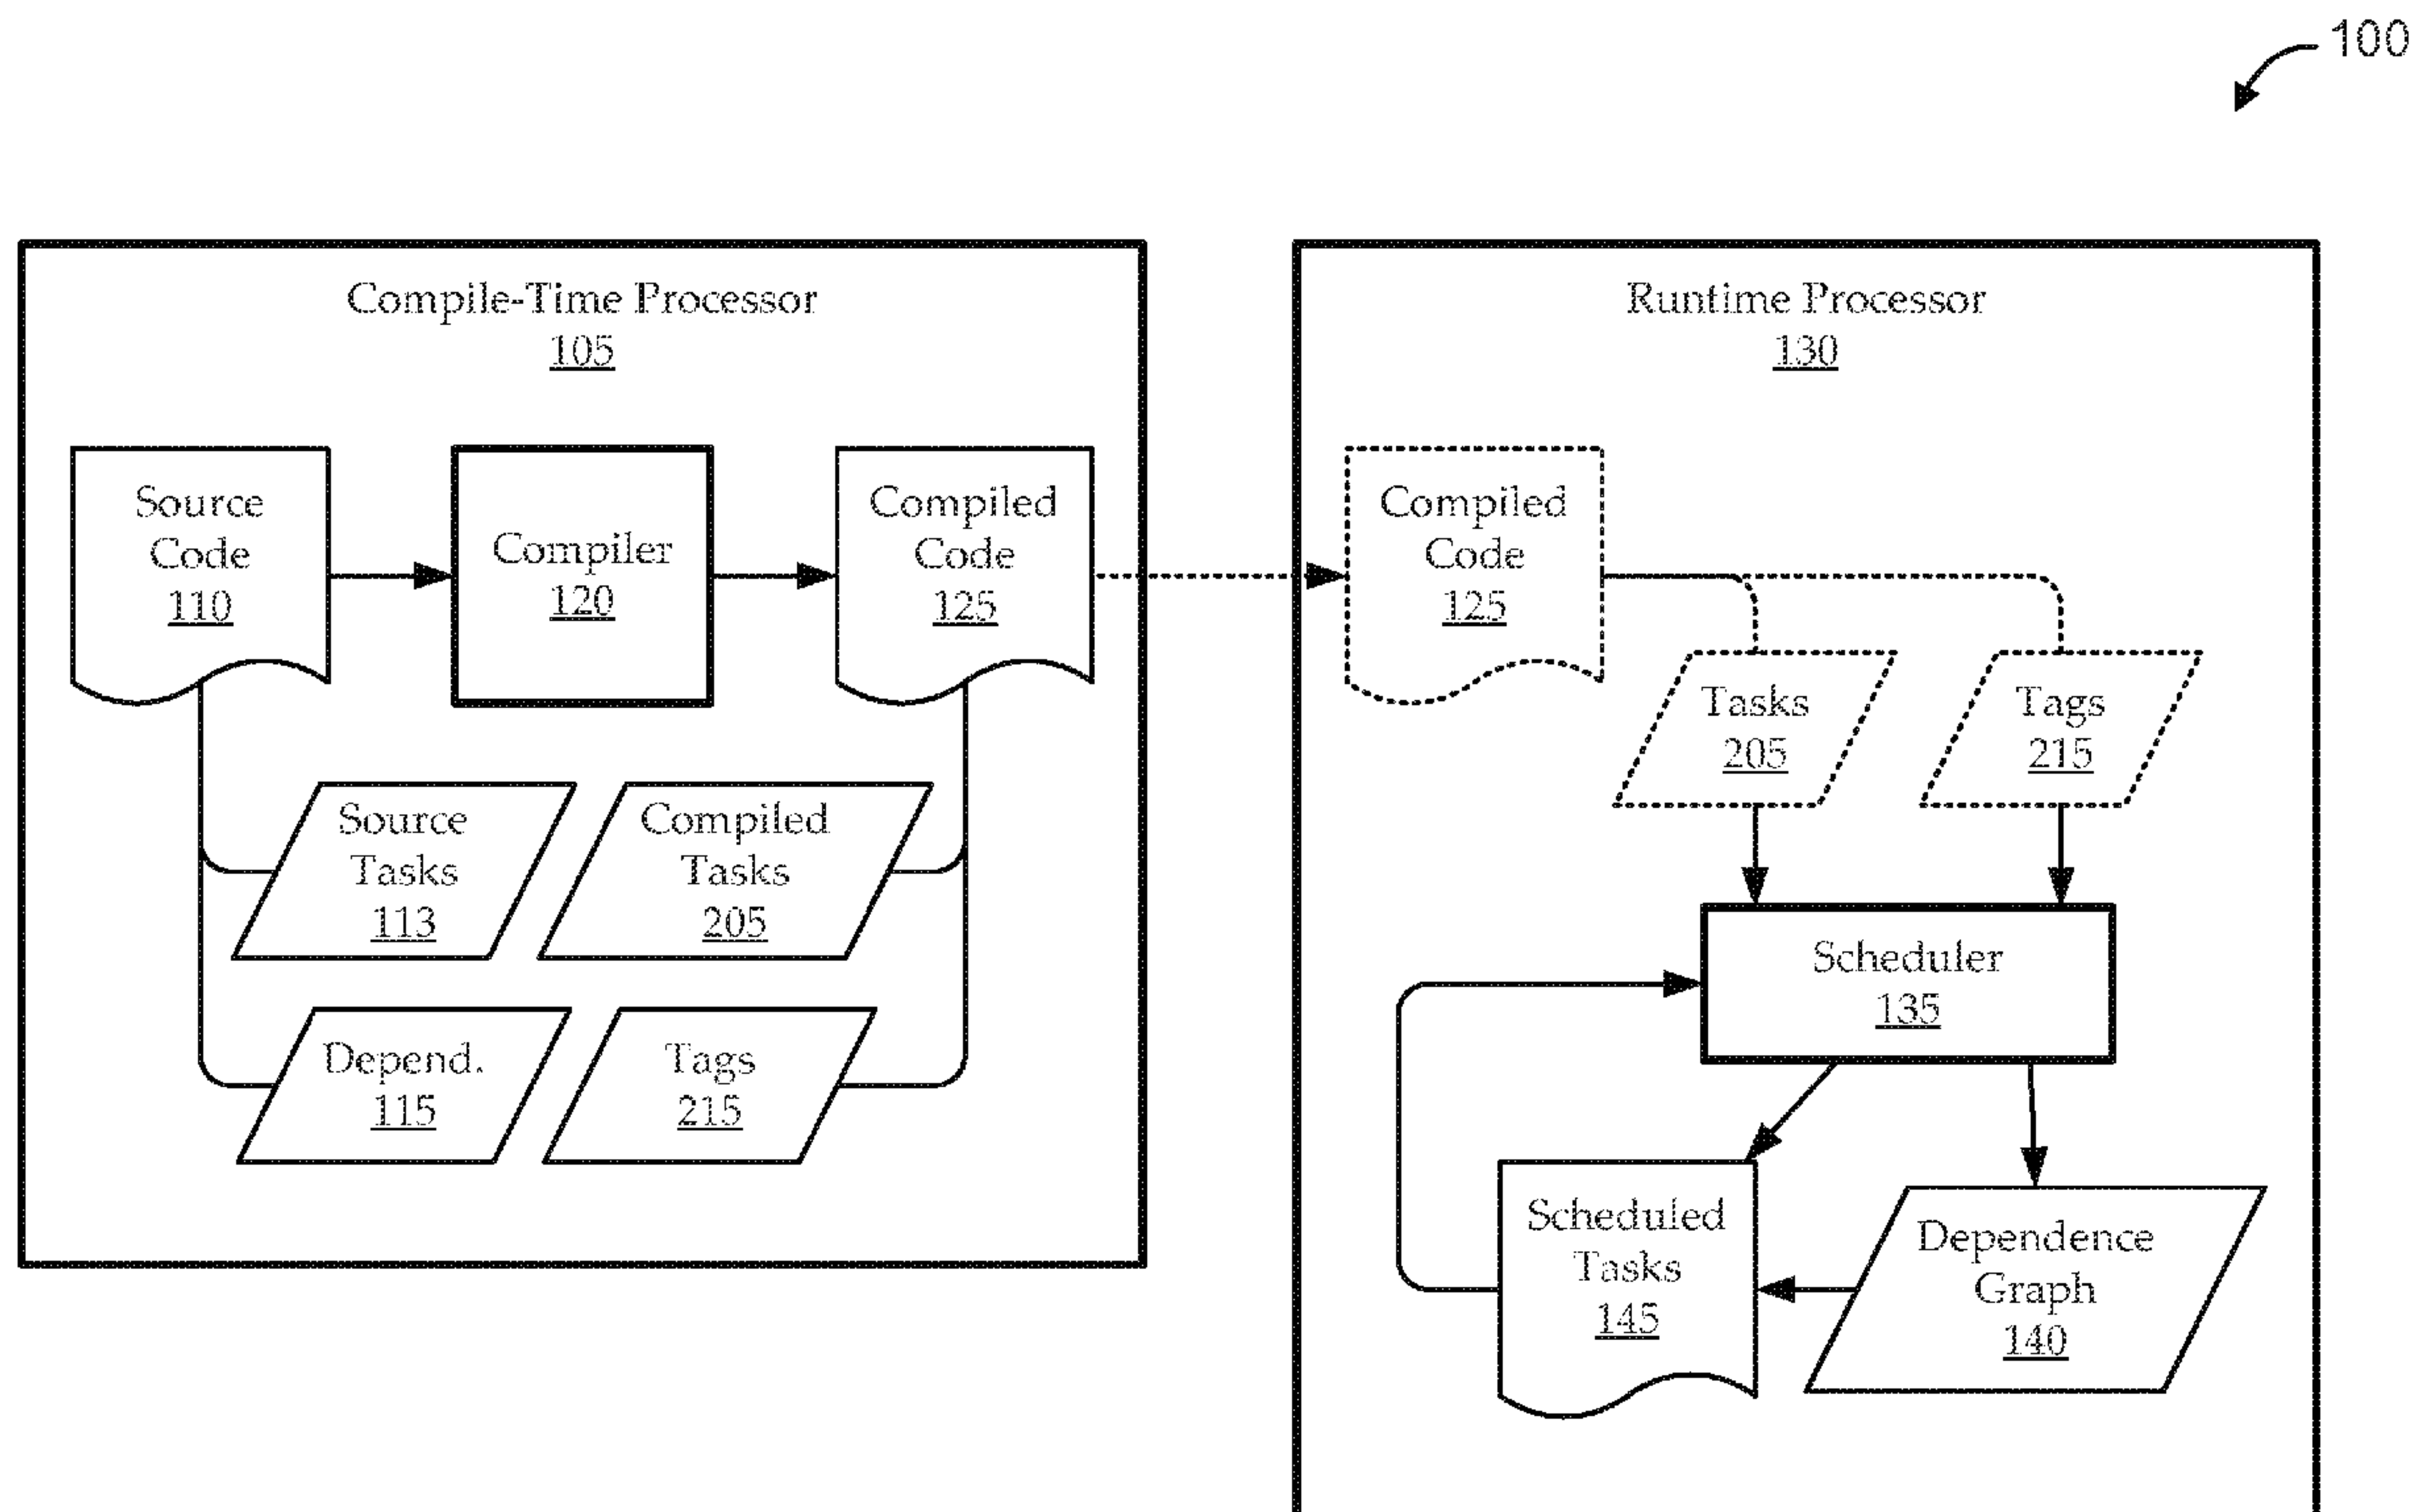 100
Compile-Time Processor
105
Source
Code
110
Compiler
120
Compiled
Code
125
Source
Tasks
113
Compiled
Tasks
205
Depend.
115
Tags
215
Runtime Processor
130
Compiled
Code
125
Tasks
205
Tags
215
Scheduler
135
Scheduled
Tasks
145
Dependence
Graph
140